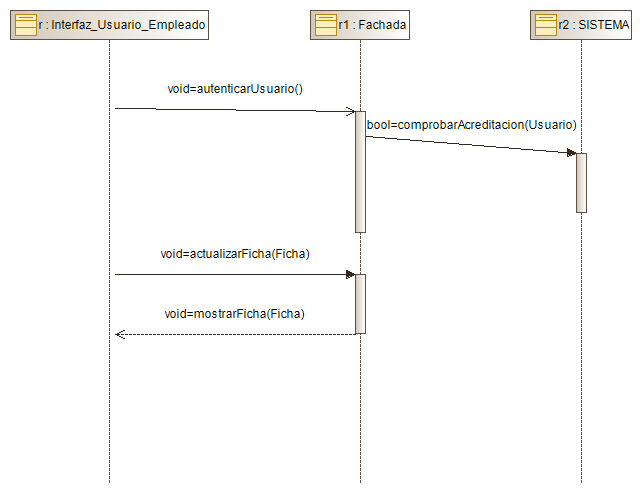 r : Interfaz_Usuario_Empleado
r1 : Fachada
r2 : SISTEMA
void=autenticarUsuario()
bool=comprobarAcreditacion(Usuario)
void=actualizarFicha(Ficha)
void=mostrarFicha(Ficha)